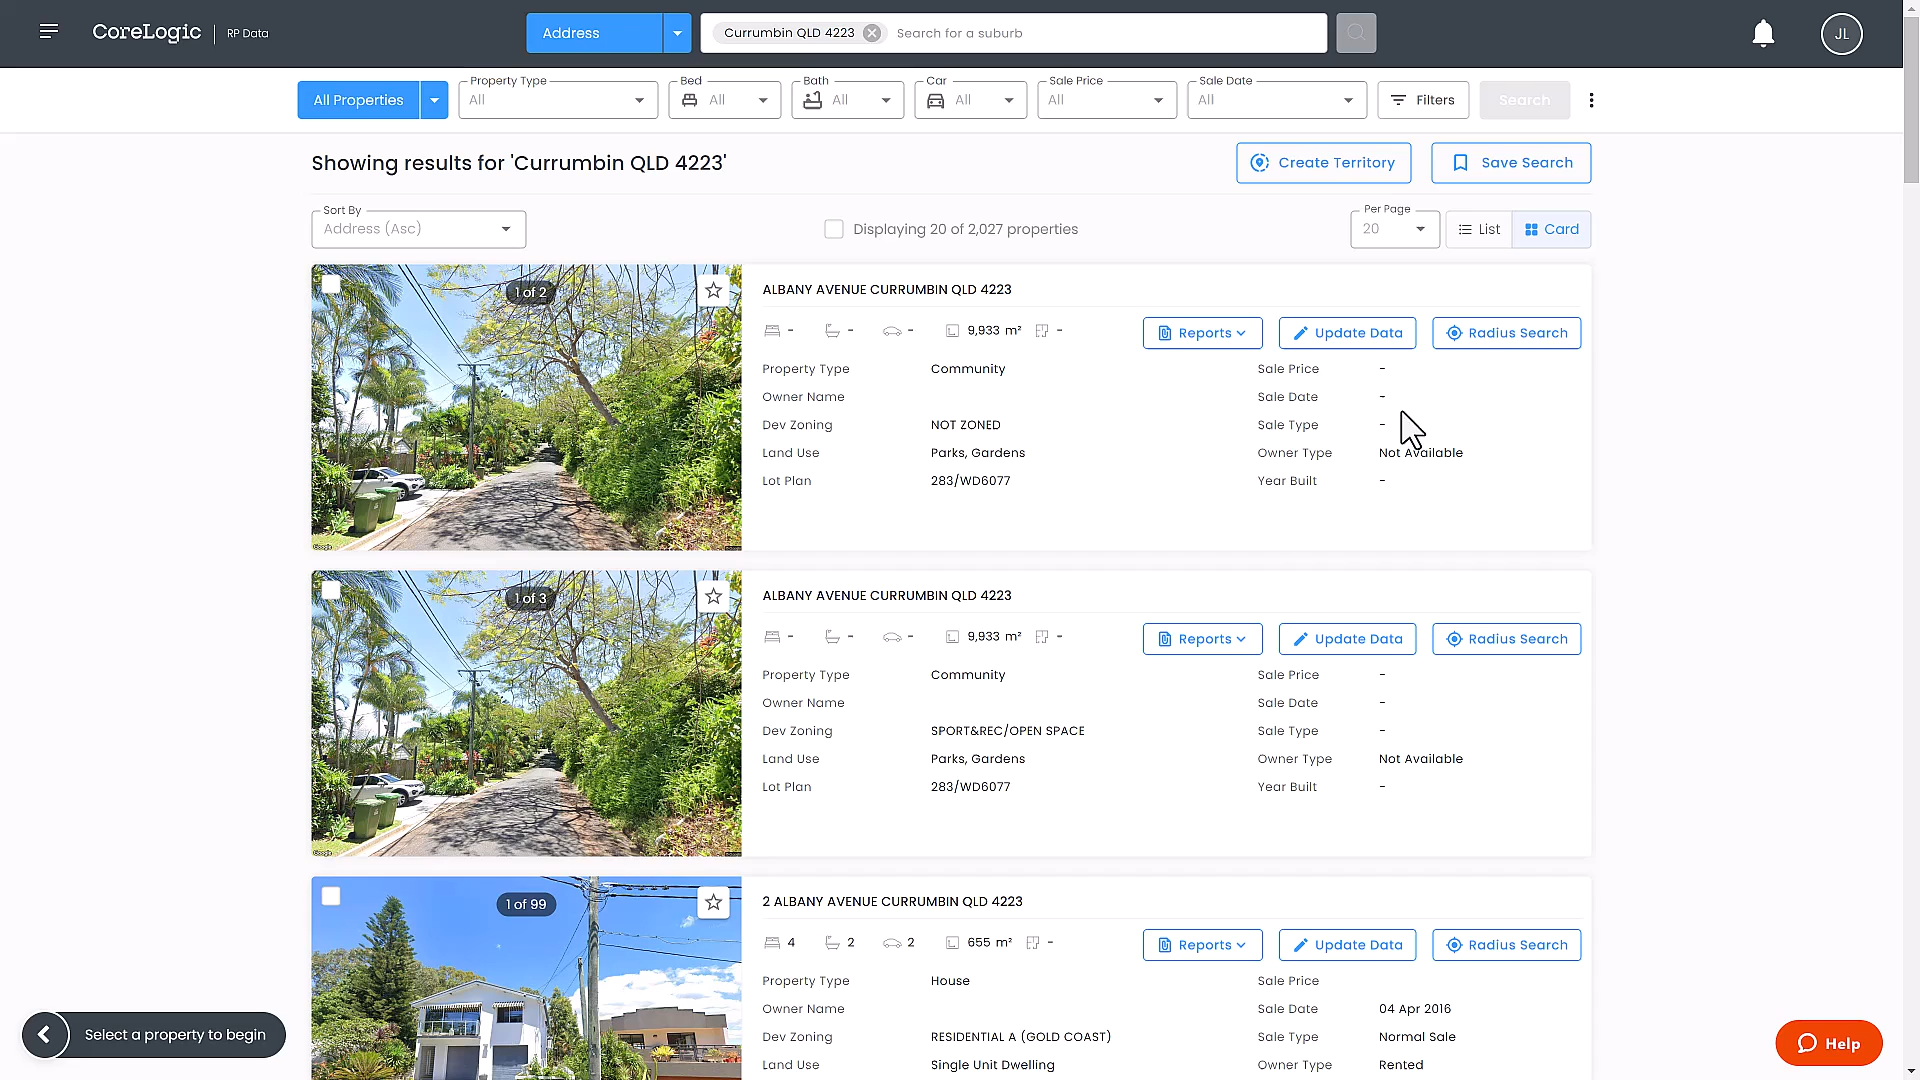 CoreLogic | RP Data
Address
Currumbin QLD 4223
Search for a suburb
JL
All Properties
Property Type
All
Bed
All
Bath
All
Car
All
Sale Price
All
Sale Date
All
Filters
Search
Showing results for 'Currumbin QLD 4223'
Create Territory
Save Search
Sort By
Address (Asc)
Displaying 20 of 2,027 properties
Per Page
20
List
Card
1 of 2
ALBANY AVENUE CURRUMBIN QLD 4223
- - - 9,933 m² -
Reports
Update Data
Radius Search
Property Type Community Sale Price -
Owner Name Sale Date -
Dev Zoning NOT ZONED Sale Type -
Land Use Parks, Gardens Owner Type Not Available
Lot Plan 283/WD6077 Year Built -
Google
1 of 3
ALBANY AVENUE CURRUMBIN QLD 4223
- - - 9,933 m² -
Reports
Update Data
Radius Search
Property Type Community Sale Price -
Owner Name Sale Date -
Dev Zoning SPORT&REC/OPEN SPACE Sale Type -
Land Use Parks, Gardens Owner Type Not Available
Lot Plan 283/WD6077 Year Built -
Google
1 of 99
2 ALBANY AVENUE CURRUMBIN QLD 4223
4 2 2 655 m² -
Reports
Update Data
Radius Search
Property Type House Sale Price
Owner Name Sale Date 04 Apr 2016
Dev Zoning RESIDENTIAL A (GOLD COAST) Sale Type Normal Sale
Land Use Single Unit Dwelling Owner Type Rented
Select a property to begin
Help